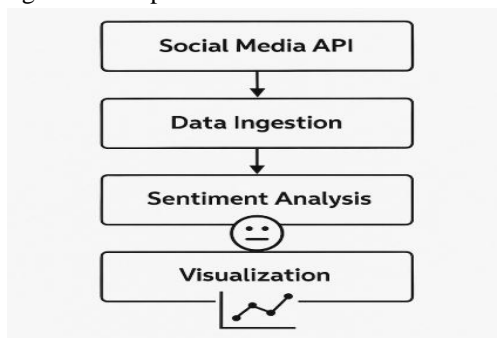 Social Media API
Data Ingestion
Sentiment Analysis
Visualization